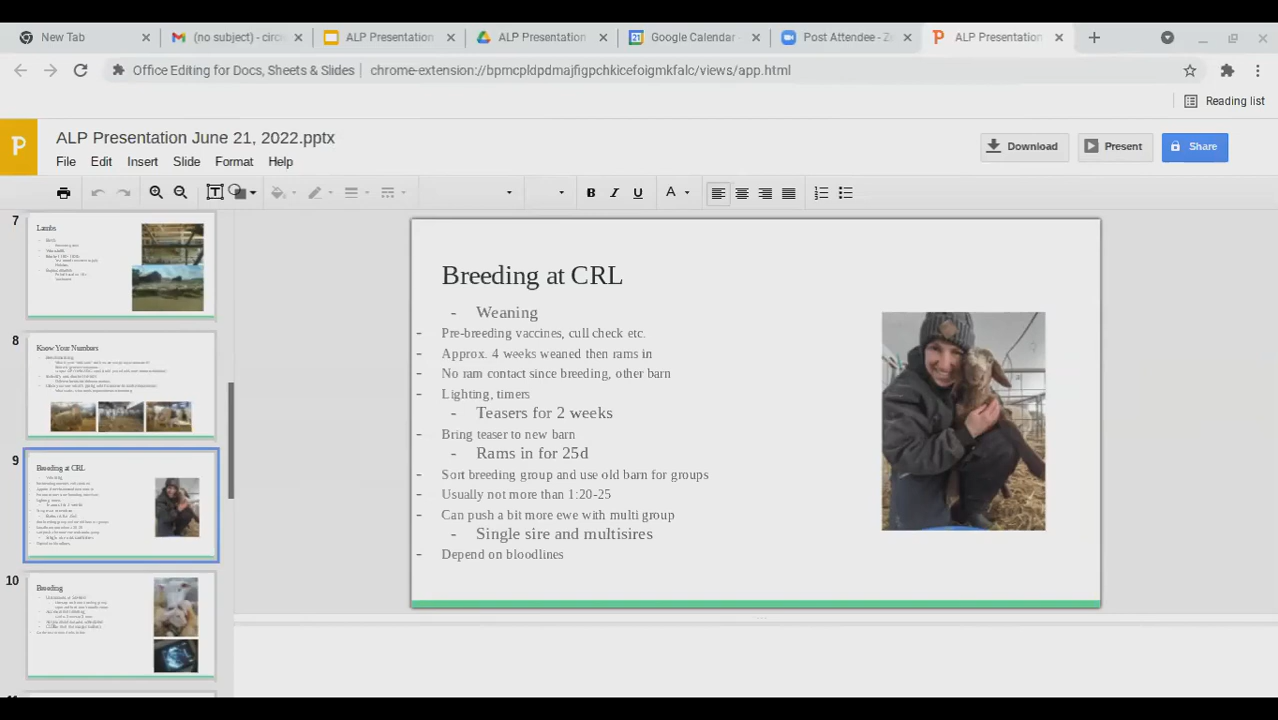 New Tab
(no subject) - circ
ALP Presentation
ALP Presentation
Google Calendar -
Post Attendee - Z
ALP Presentation
Office Editing for Docs, Sheets & Slides
chrome-extension://bpmcpldpdmajfigpchkicefoigmkfalc/views/app.html
Reading list
ALP Presentation June 21, 2022.pptx
File Edit Insert Slide Format Help
Download
Present
Share
7
Lambs
8
Know Your Numbers
9
Breeding at CRL
10
Breeding
Breeding at CRL
- Weaning
- Pre-breeding vaccines, cull check etc.
- Approx. 4 weeks weaned then rams in
- No ram contact since breeding, other barn
- Lighting, timers
- Teasers for 2 weeks
- Bring teaser to new barn
- Rams in for 25d
- Sort breeding group and use old barn for groups
- Usually not more than 1:20-25
- Can push a bit more ewe with multi group
- Single sire and multisires
- Depend on bloodlines